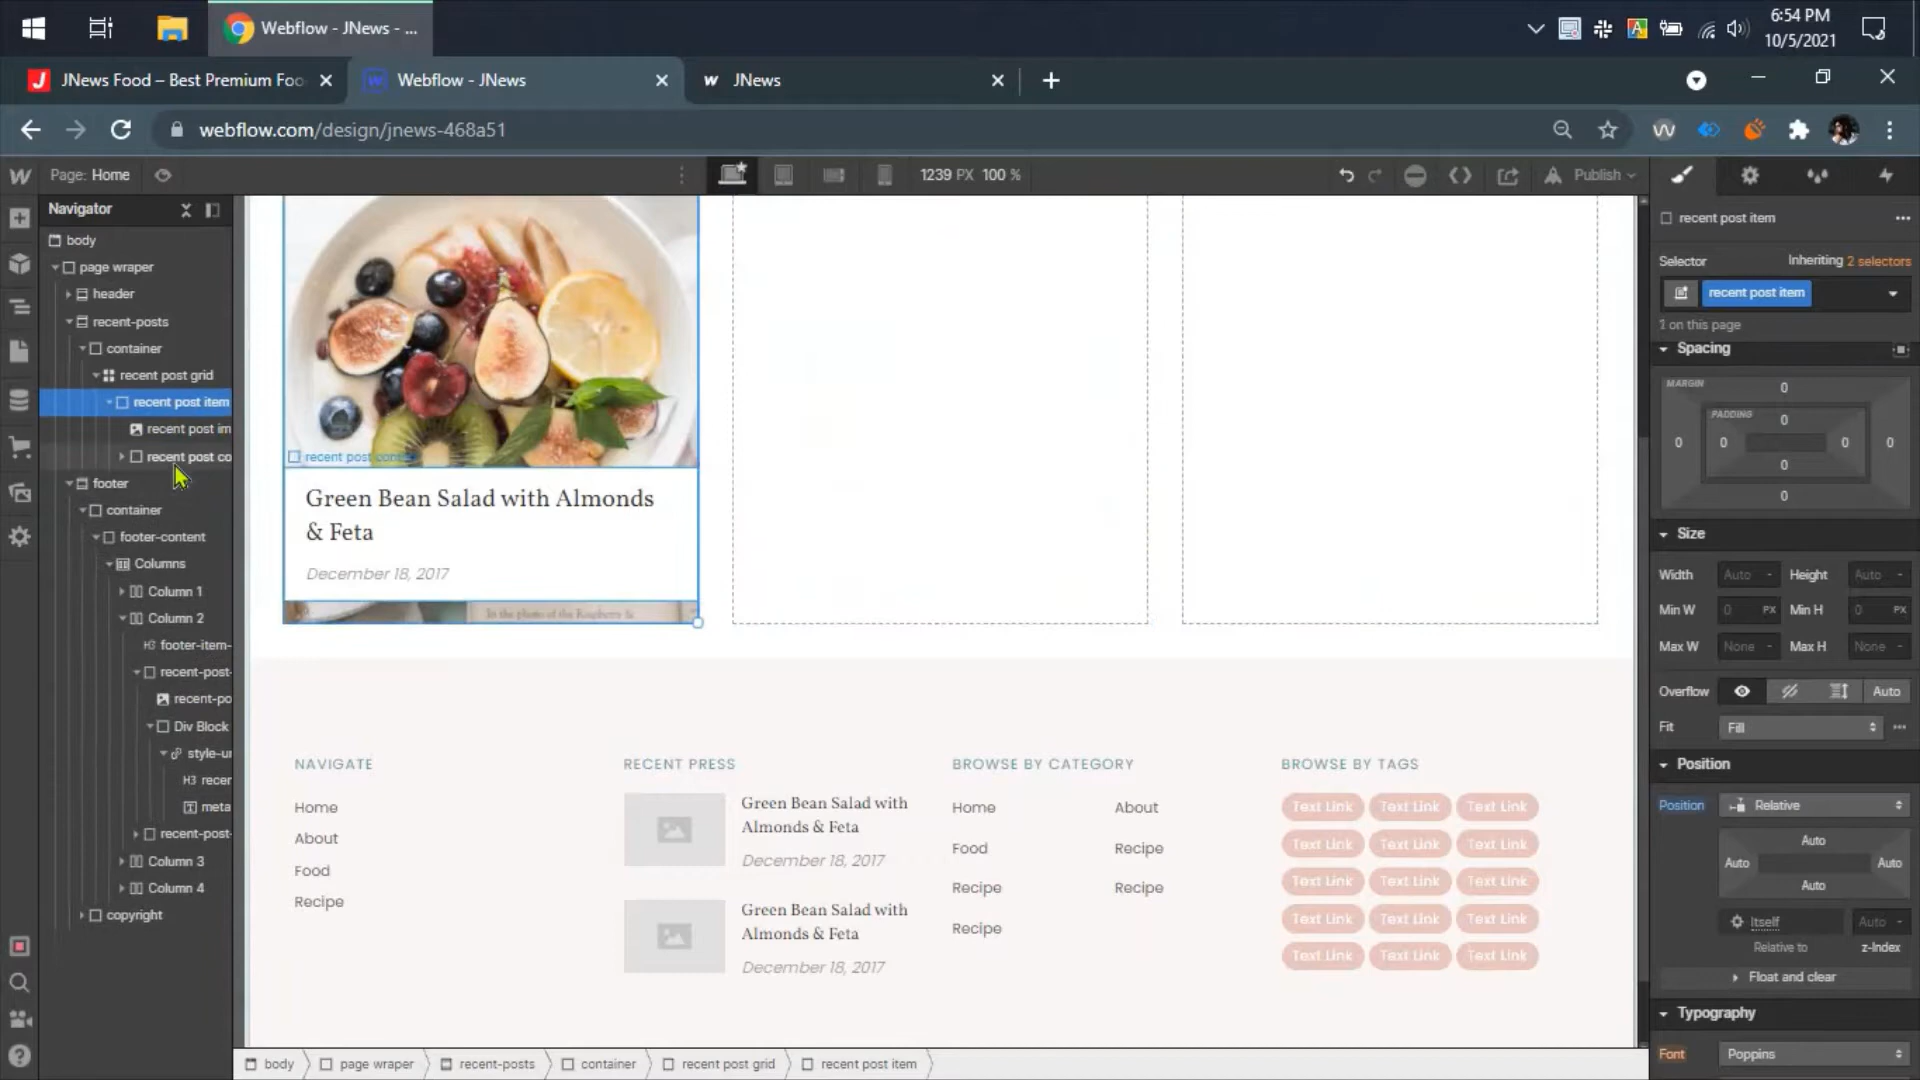 Webflow - JNews - ...
6:54 PM
10/5/2021
JNews Food – Best Premium Foo
Webflow - JNews
JNews
webflow.com/design/jnews-468a51
Page: Home
1239 PX 100 %
Publish
Navigator
body
page wraper
header
recent-posts
container
recent post grid
recent post item
recent post im
recent post co
footer
container
footer-content
Columns
Column 1
Column 2
H3 footer-item-
recent-post-
recent-po
Div Block
style-ur
H3 recer
meta
recent-post-
Column 3
Column 4
copyright
recent post con
Green Bean Salad with Almonds
& Feta
December 18, 2017
In the photo of the Raspberry &
NAVIGATE
Home
About
Food
Recipe
RECENT PRESS
Green Bean Salad with
Almonds & Feta
December 18, 2017
Green Bean Salad with
Almonds & Feta
December 18, 2017
BROWSE BY CATEGORY
Home About
Food Recipe
Recipe Recipe
Recipe
BROWSE BY TAGS
Text Link Text Link Text Link
Text Link Text Link Text Link
Text Link Text Link Text Link
Text Link Text Link Text Link
Text Link Text Link Text Link
body page wraper recent-posts container recent post grid recent post item
recent post item
Selector Inheriting 2 selectors
recent post item
1 on this page
Spacing
MARGIN
0
PADDING
0
0 0 0 0
0
0
Size
Width Auto - Height Auto -
Min W 0 PX Min H 0 PX
Max W None - Max H None -
Overflow Auto
Fit Fill
Position
Position Relative
Auto
Auto Auto
Auto
Itself Auto -
Relative to z-Index
Float and clear
Typography
Font Poppins